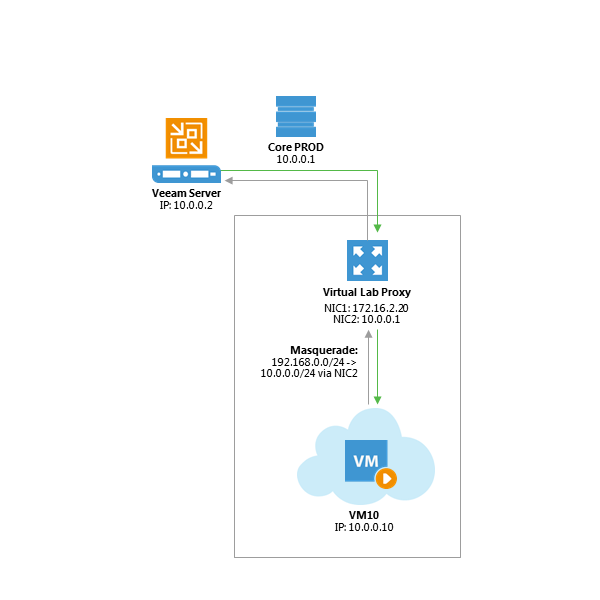 Core PROD
10.0.0.1
Veeam Server
IP: 10.0.0.2
Virtual Lab Proxy
NIC1: 172.16.2.20
NIC2: 10.0.0.1
Masquerade:
192.168.0.0/24 ->
10.0.0.0/24 via NIC2
VM
VM10
IP: 10.0.0.10